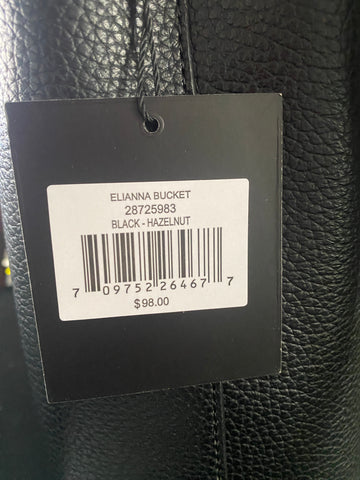 ELIANNA BUCKET
28725983
BLACK - HAZELNUT
7 09752 26467 7
$98.00